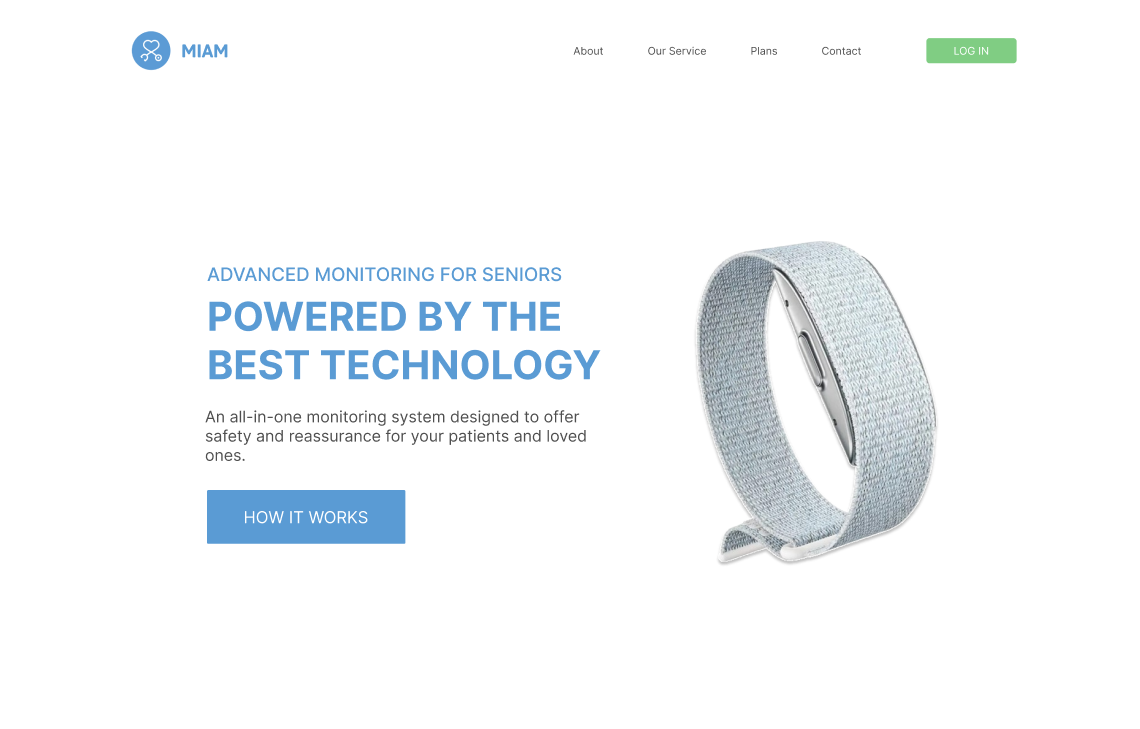 MIAM
About
Our Service
Plans
Contact
LOG IN
ADVANCED MONITORING FOR SENIORS
POWERED BY THE
BEST TECHNOLOGY
An all-in-one monitoring system designed to offer
safety and reassurance for your patients and loved
ones.
HOW IT WORKS